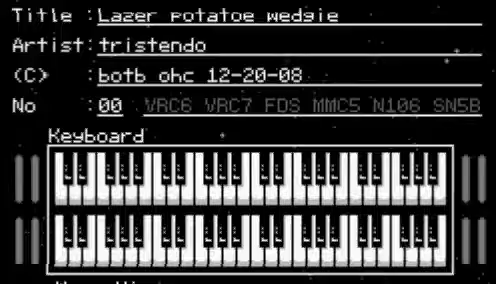 Title :Lazer potatoe wedgie
Artist:tristendo
(C) :botb ohc 12-20-08
No :00 VRC6 VRC7 FDS MMC5 N106 SN5B
Keyboard